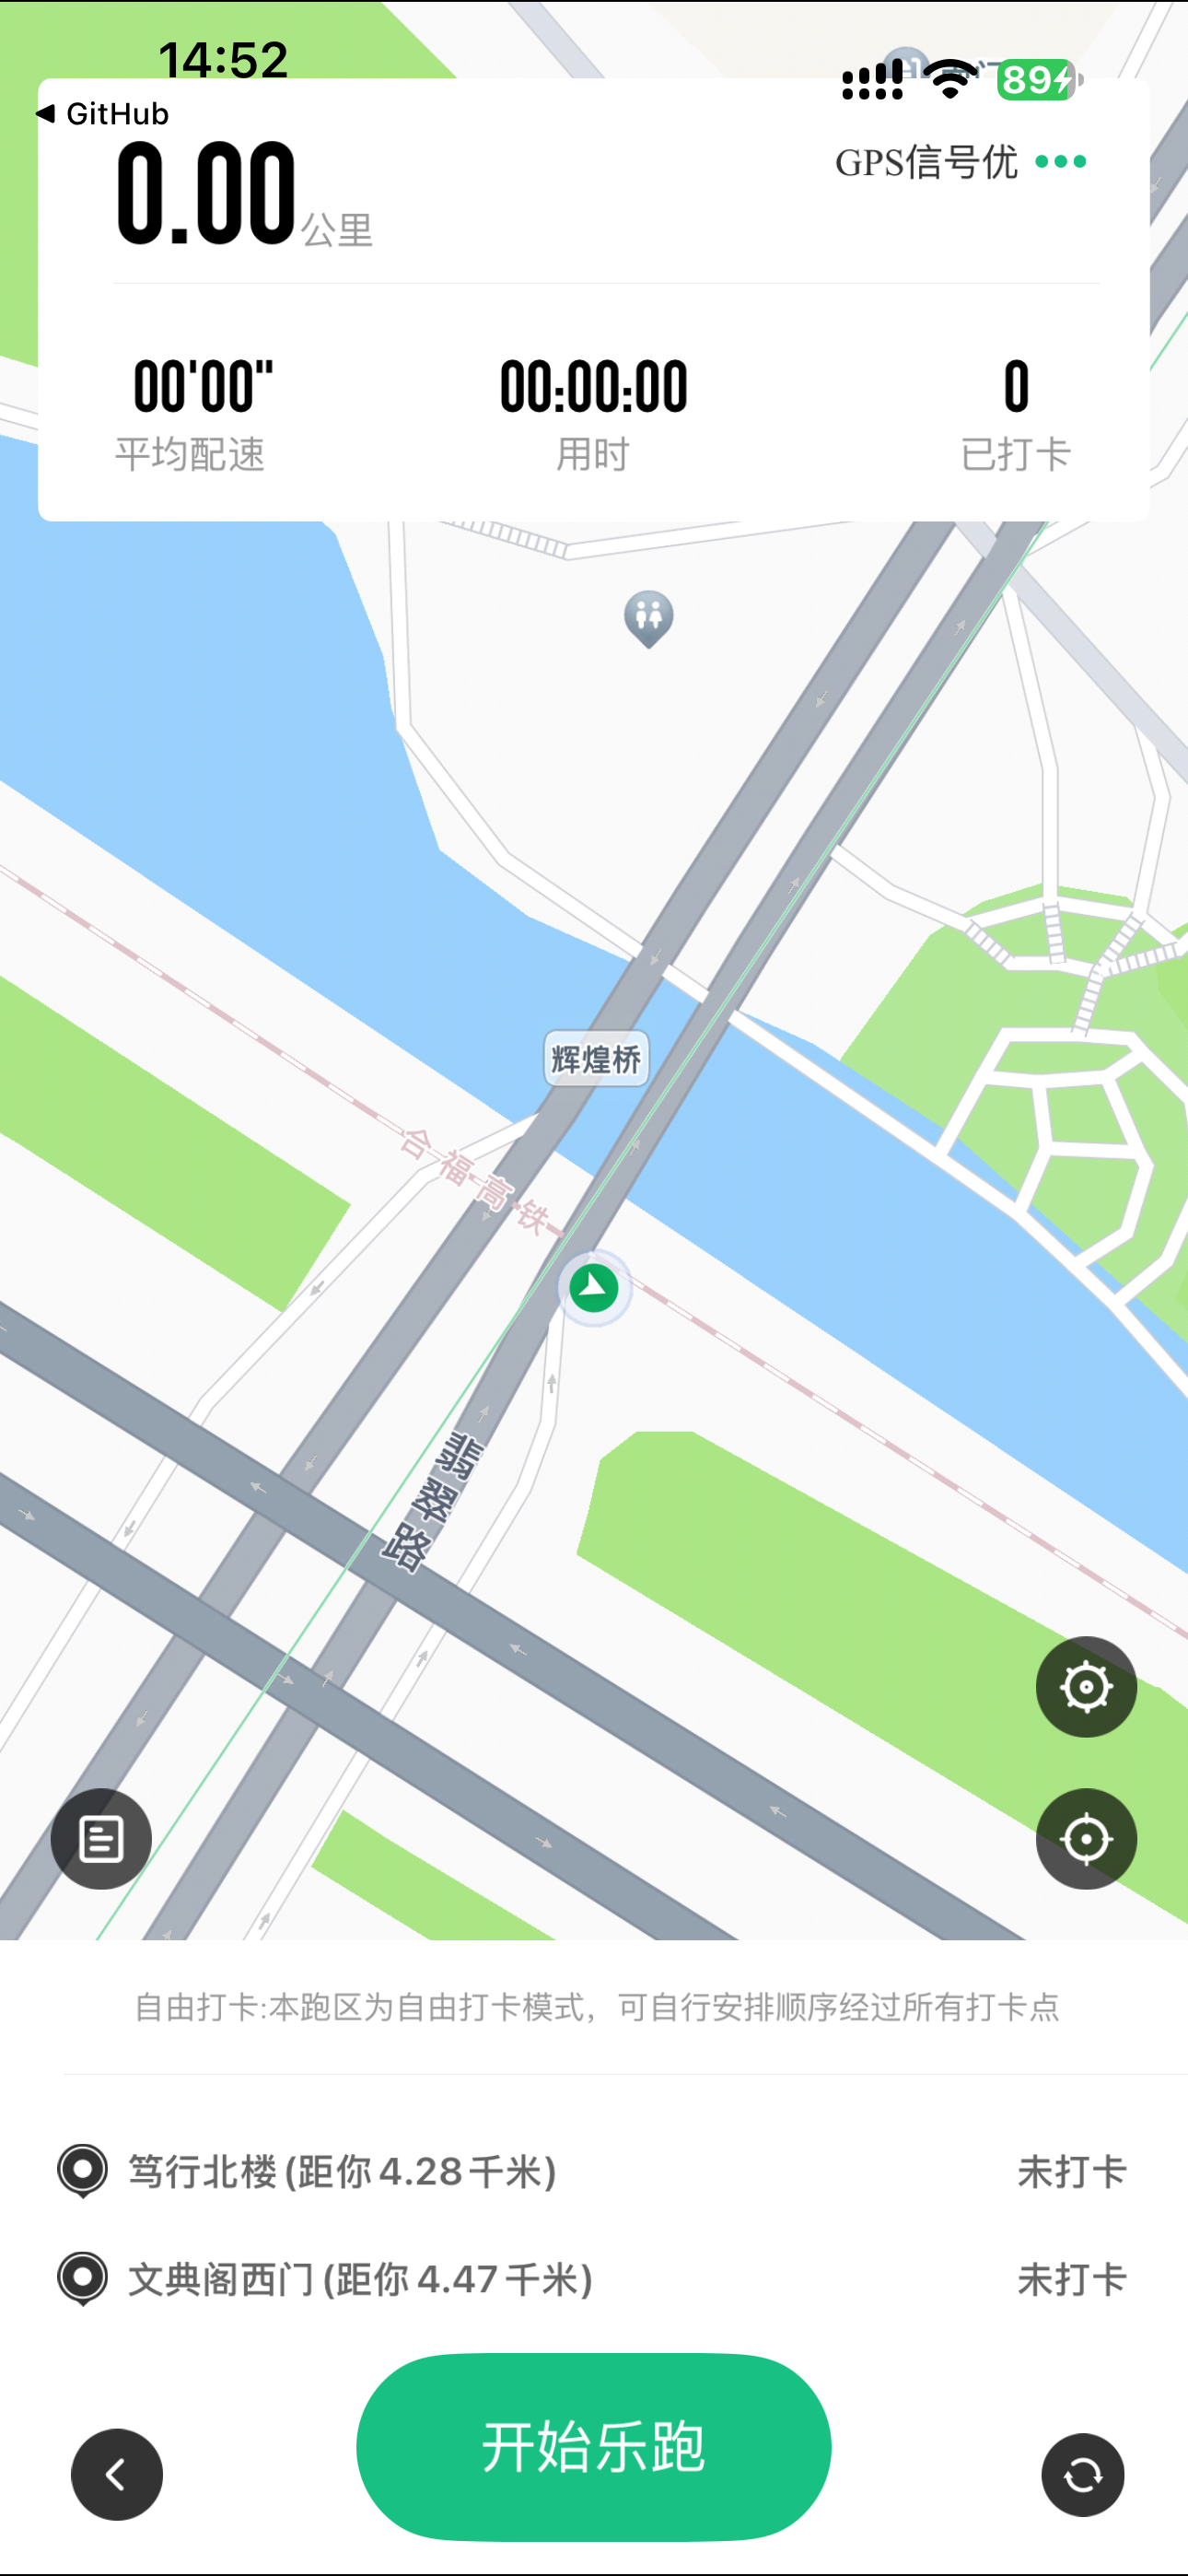 14:52
89
GitHub
0.00公里
GPS信号优
00'00"
00:00:00
0
平均配速
用时
已打卡
辉煌桥
合福高铁
翡翠路
自由打卡:本跑区为自由打卡模式，可自行安排顺序经过所有打卡点
笃行北楼(距你4.28千米)
未打卡
文典阁西门(距你4.47千米)
未打卡
开始乐跑